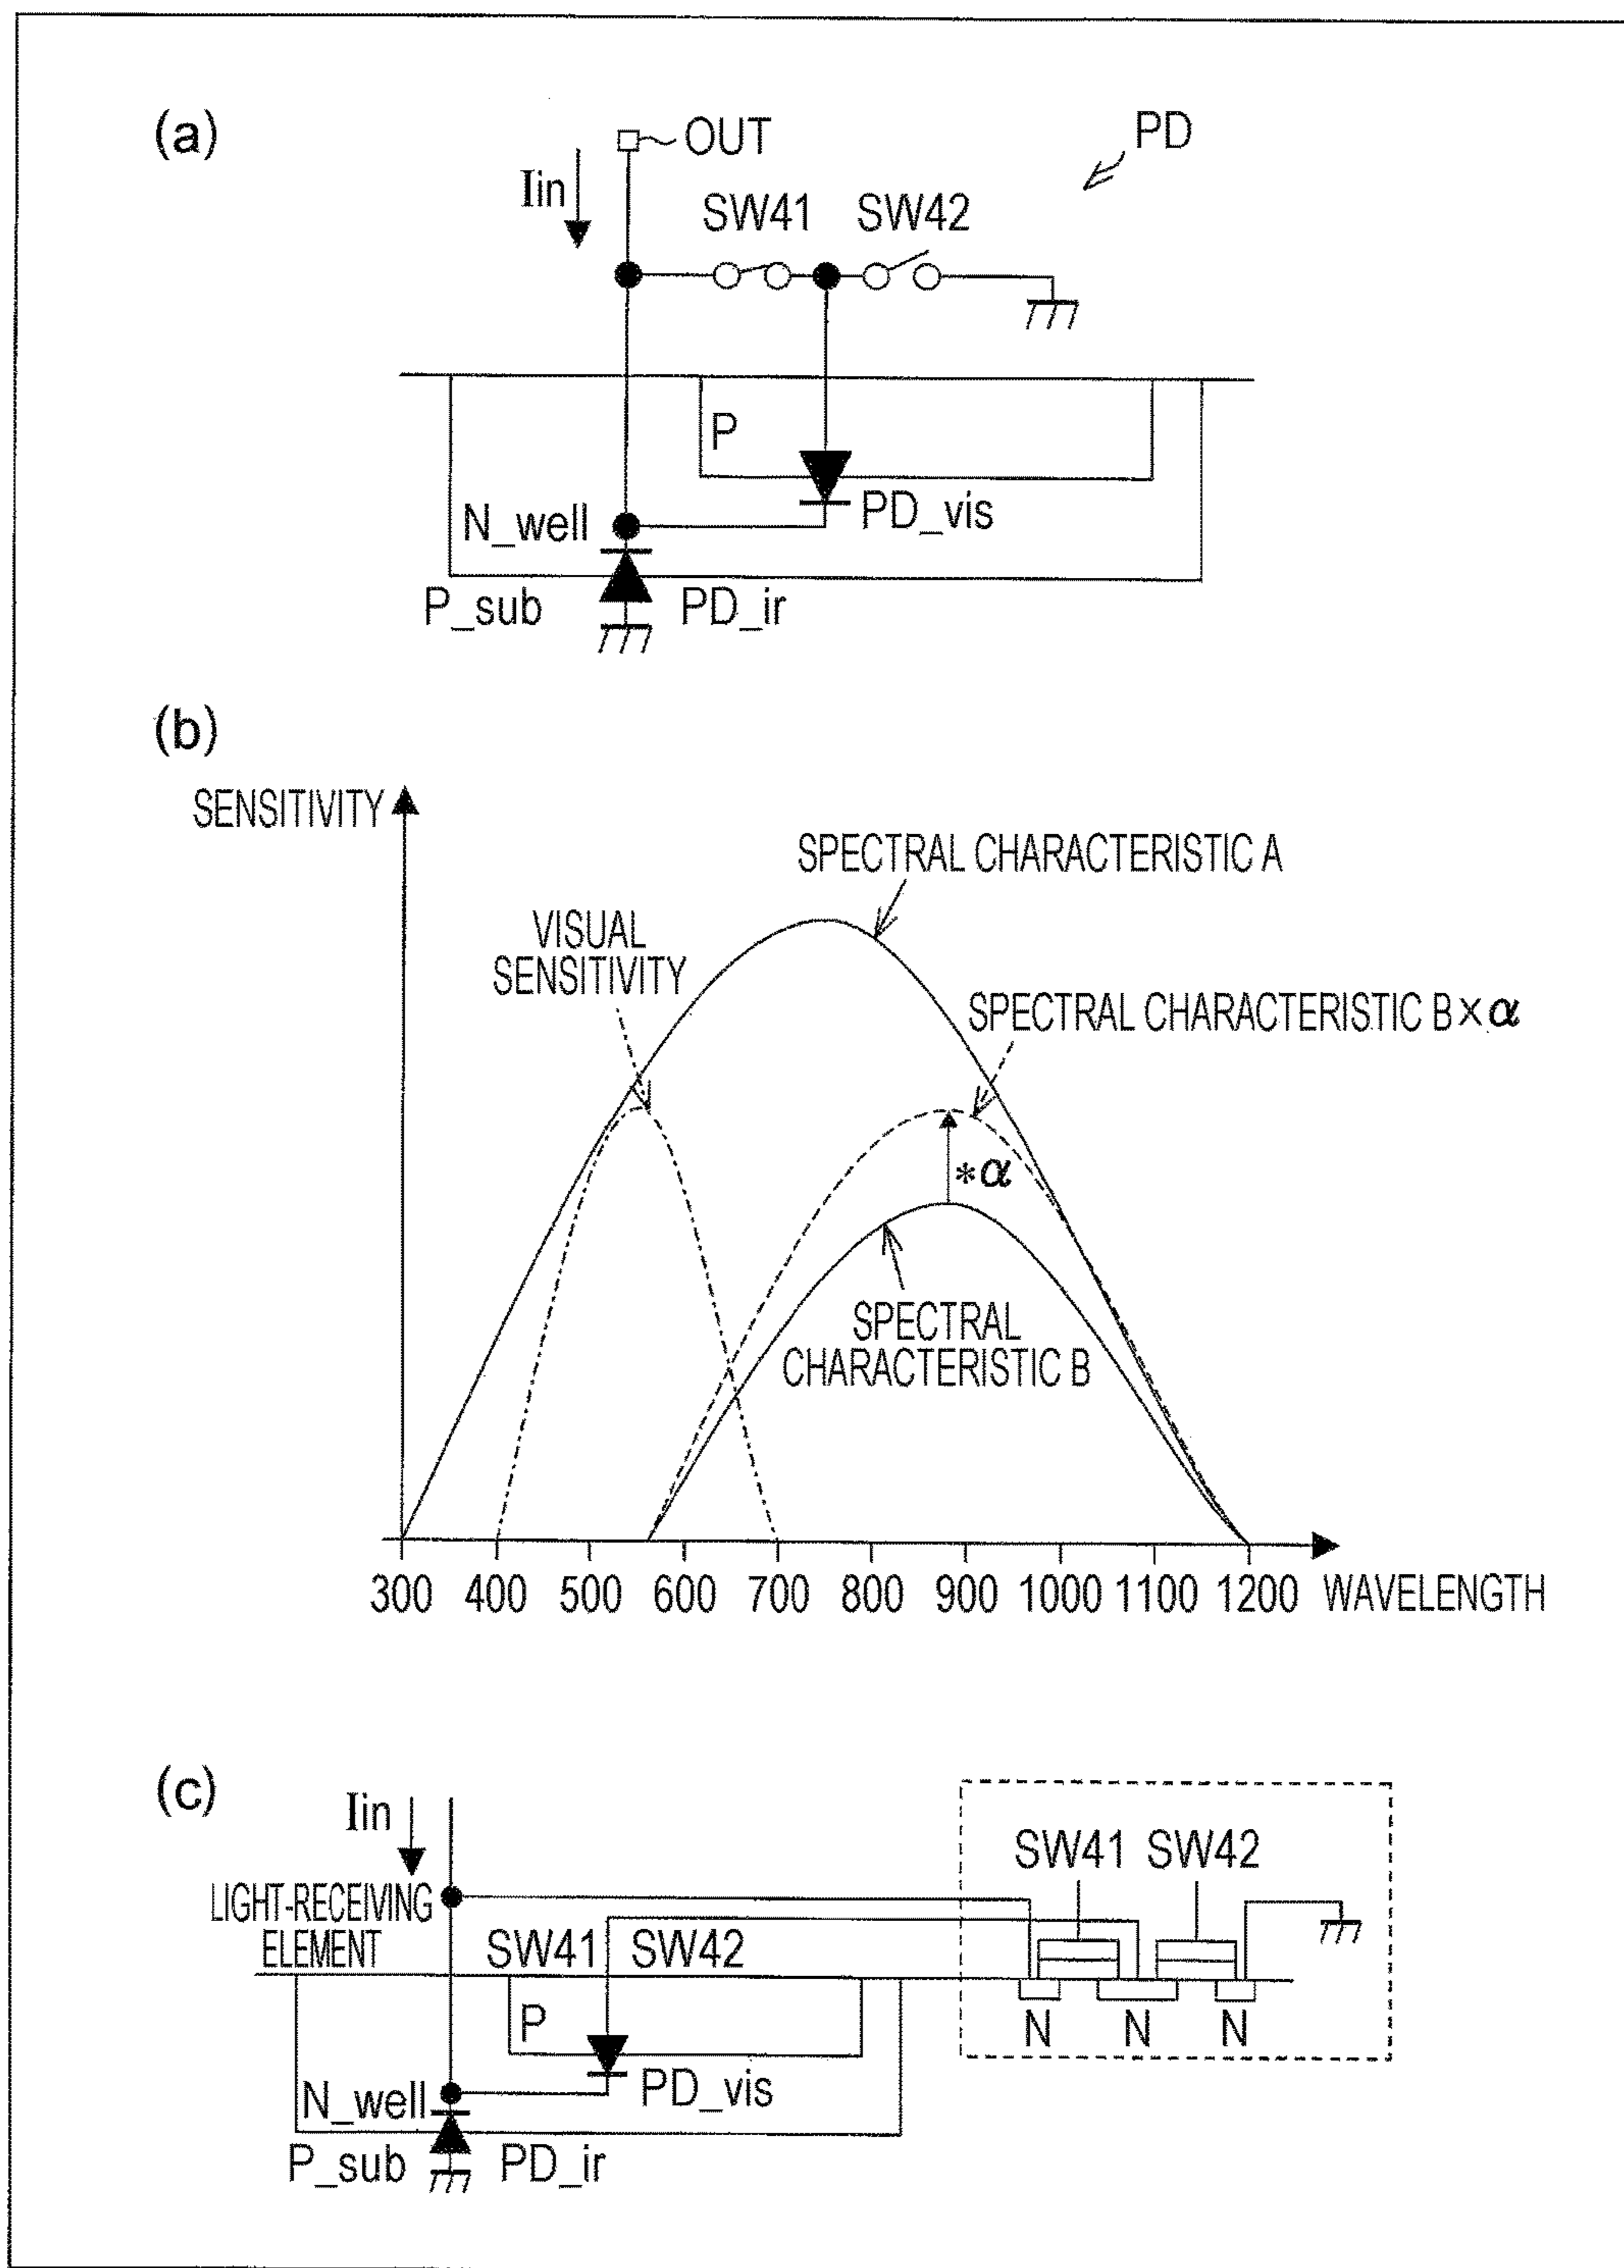 (a)
OUT
PD
Iin
SW41 SW42
P
N_well
PD_vis
P_sub
PD_ir
(b)
SENSITIVITY
SPECTRAL CHARACTERISTIC A
VISUAL
SENSITIVITY
SPECTRAL CHARACTERISTIC B×α
*α
SPECTRAL
CHARACTERISTIC B
300 400 500 600 700 800 900 1000 1100 1200 WAVELENGTH
(c)
Iin
SW41 SW42
LIGHT-RECEIVING
ELEMENT
SW41 SW42
P
N N N
N_well
PD_vis
P_sub
PD_ir